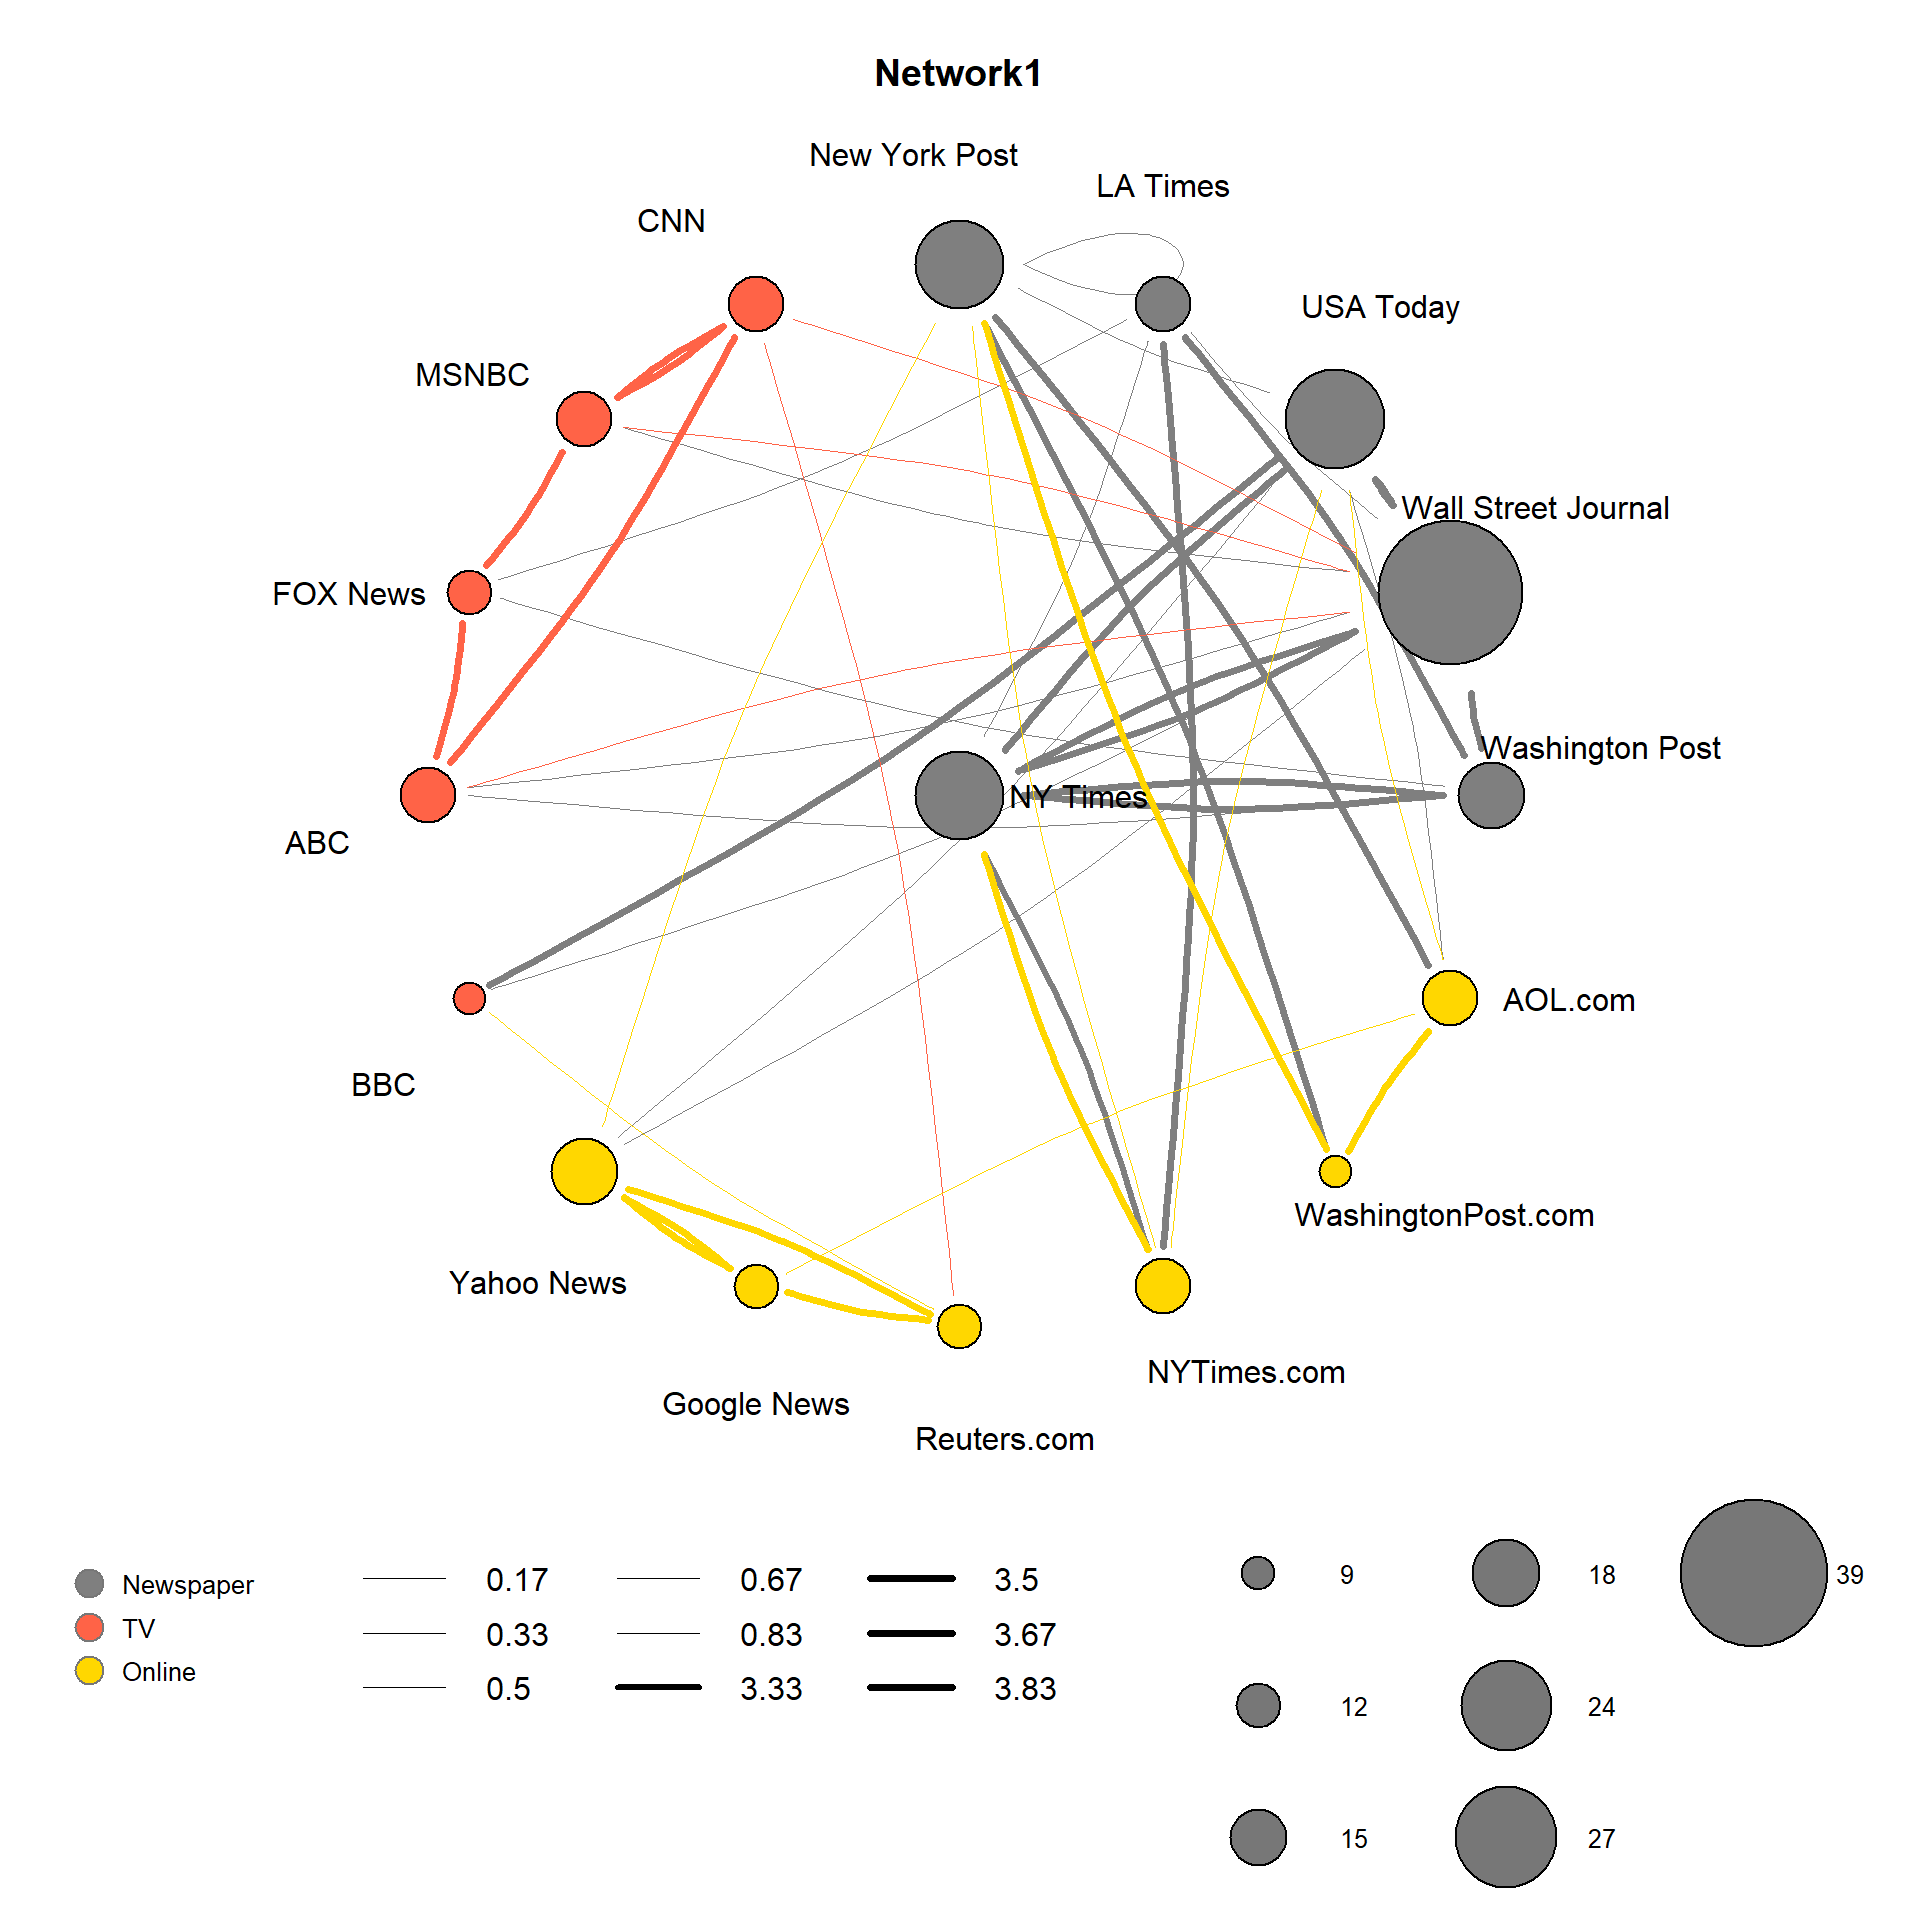 Network1
New York Post
LA Times
CNN
USA Today
MSNBC
Wall Street Journal
FOX News
Washington Post
NY Times
ABC
AOL.com
BBC
WashingtonPost.com
Yahoo News
NYTimes.com
Google News
Reuters.com
Newspaper
TV
Online
0.17
0.33
0.5
0.67
0.83
3.33
3.5
3.67
3.83
9
12
15
18
24
27
39